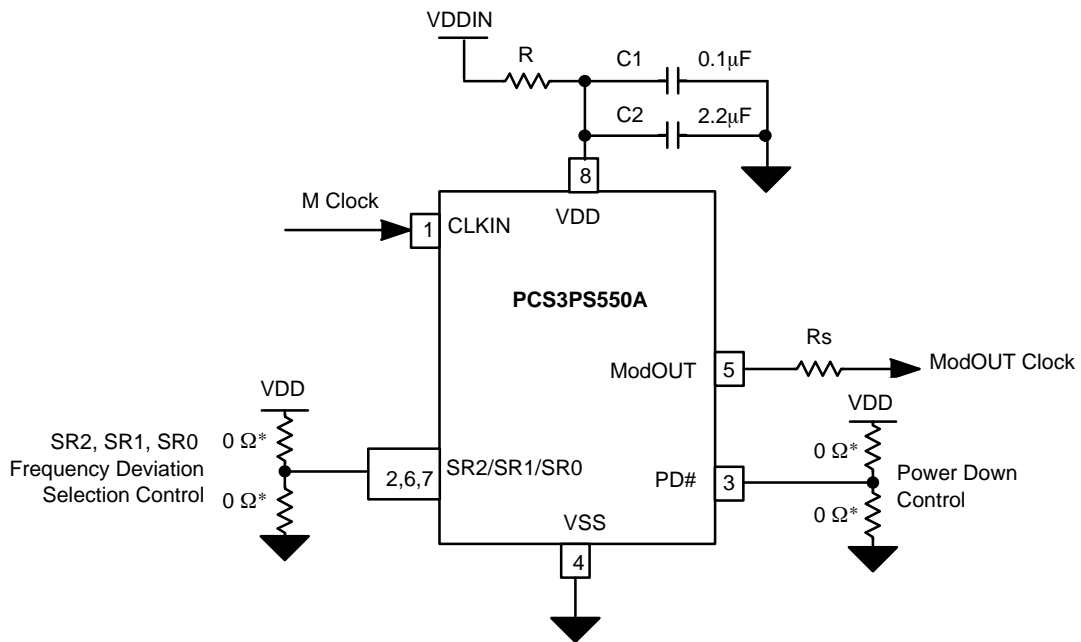 VDDIN
R
C1
0.1μF
C2
2.2μF
8
VDD
M Clock
1
CLKIN
PCS3PS550A
Rs
ModOUT
5
ModOUT Clock
VDD
SR2, SR1, SR0
Frequency Deviation
Selection Control
0 Ω*
0 Ω*
2,6,7
SR2/SR1/SR0
PD#
3
VDD
0 Ω*
0 Ω*
Power Down
Control
VSS
4